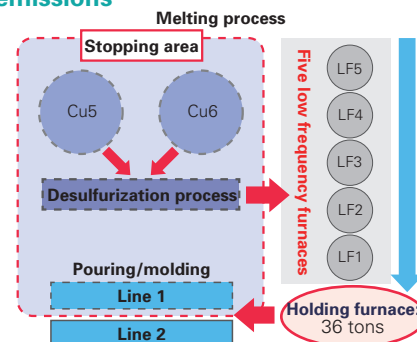 emissions
Melting process
Stopping area
Cu5
Cu6
Desulfurization process
Five low frequency furnaces
LF5
LF4
LF3
LF2
LF1
Pouring/molding
Line 1
Line 2
Holding furnace:
36 tons